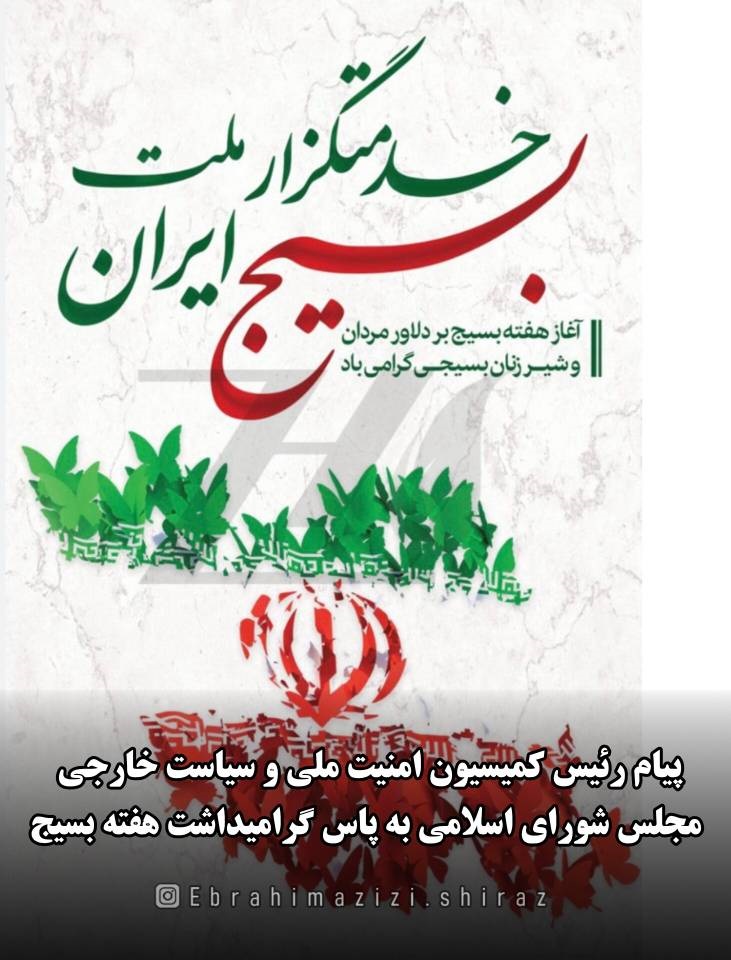 بسیج خدمتگزار ملت
ایران
آغاز هفته بسیج بر دلاور مردان
و شیر زنان بسیجی گرامی باد
پیام رئیس کمیسیون امنیت ملی و سیاست خارجی
مجلس شورای اسلامی به پاس گرامیداشت هفته بسیج
Ebrahimazizi.shiraz